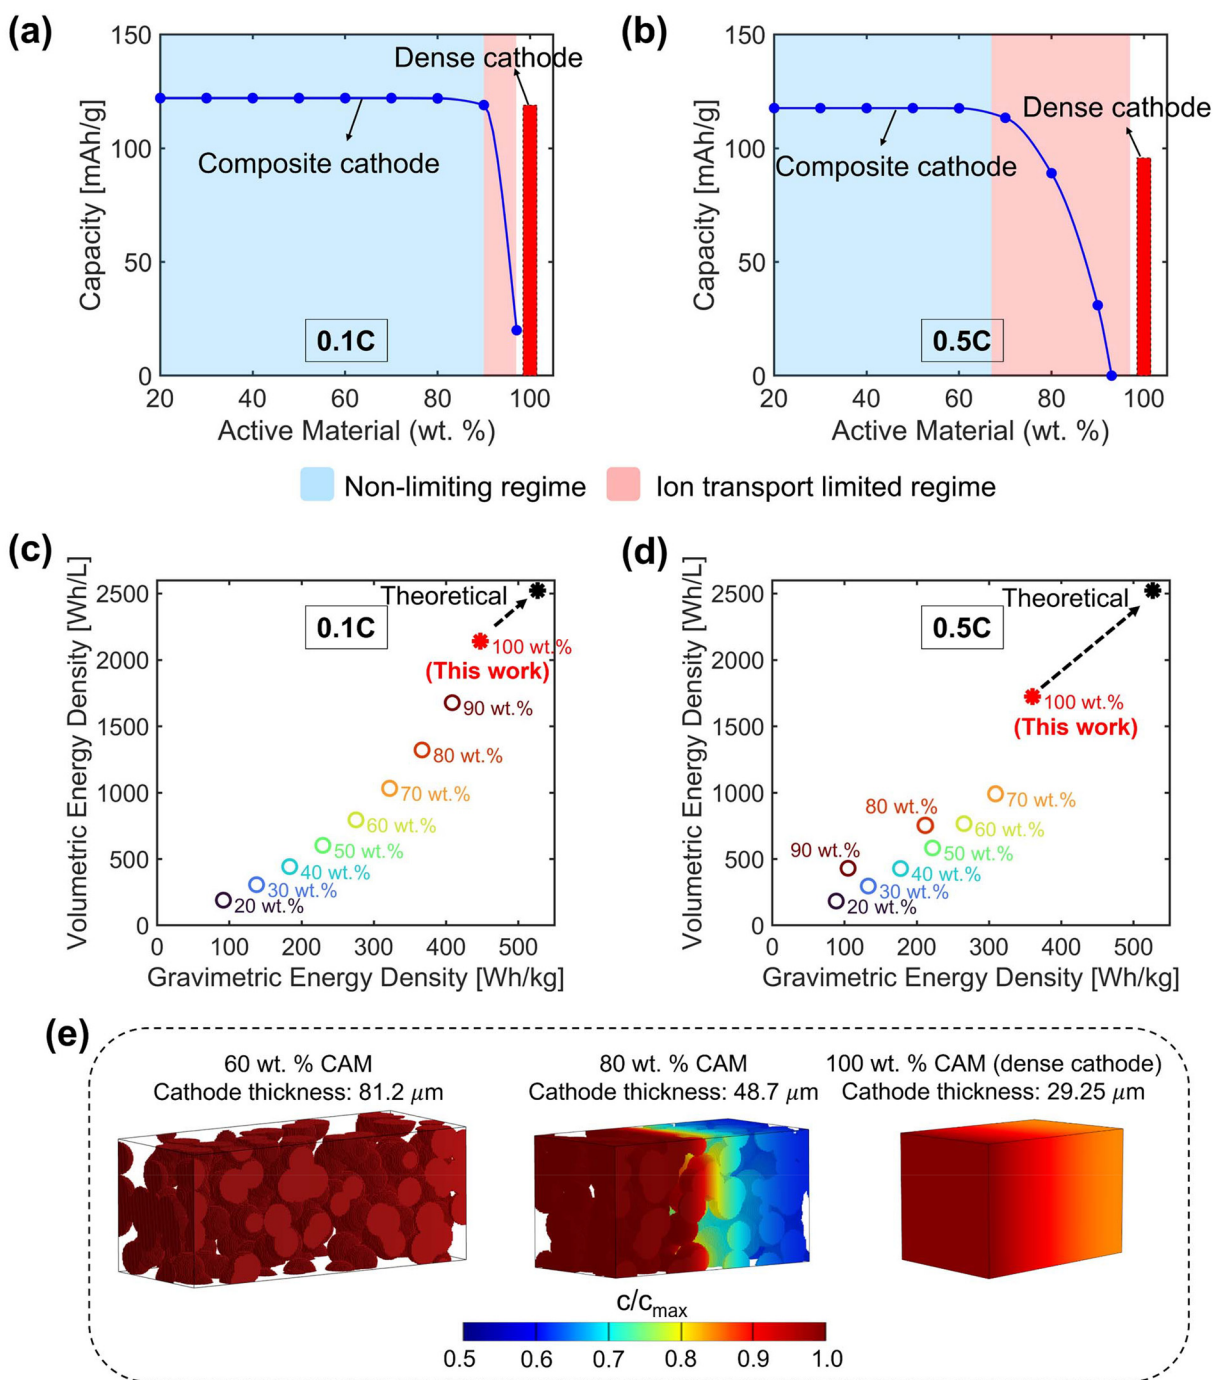 (a)
150
100
50
0
Capacity [mAh/g]
Dense cathode
Composite cathode
0.1C
20 40 60 80 100
Active Material (wt. %)
(b)
150
100
50
0
Capacity [mAh/g]
Dense cathode
Composite cathode
0.5C
20 40 60 80 100
Active Material (wt. %)
Non-limiting regime
Ion transport limited regime
(c)
Volumetric Energy Density [Wh/L]
2500
2000
1500
1000
500
0
Theoretical
0.1C
100 wt.%
(This work)
90 wt.%
80 wt.%
70 wt.%
60 wt.%
50 wt.%
40 wt.%
30 wt.%
20 wt.%
0 100 200 300 400 500
Gravimetric Energy Density [Wh/kg]
(d)
Volumetric Energy Density [Wh/L]
2500
2000
1500
1000
500
0
Theoretical
0.5C
100 wt.%
(This work)
70 wt.%
80 wt.%
60 wt.%
50 wt.%
90 wt.%
40 wt.%
30 wt.%
20 wt.%
0 100 200 300 400 500
Gravimetric Energy Density [Wh/kg]
(e)
60 wt. % CAM
Cathode thickness: 81.2 μm
80 wt. % CAM
Cathode thickness: 48.7 μm
100 wt. % CAM (dense cathode)
Cathode thickness: 29.25 μm
c/cmax
0.5 0.6 0.7 0.8 0.9 1.0